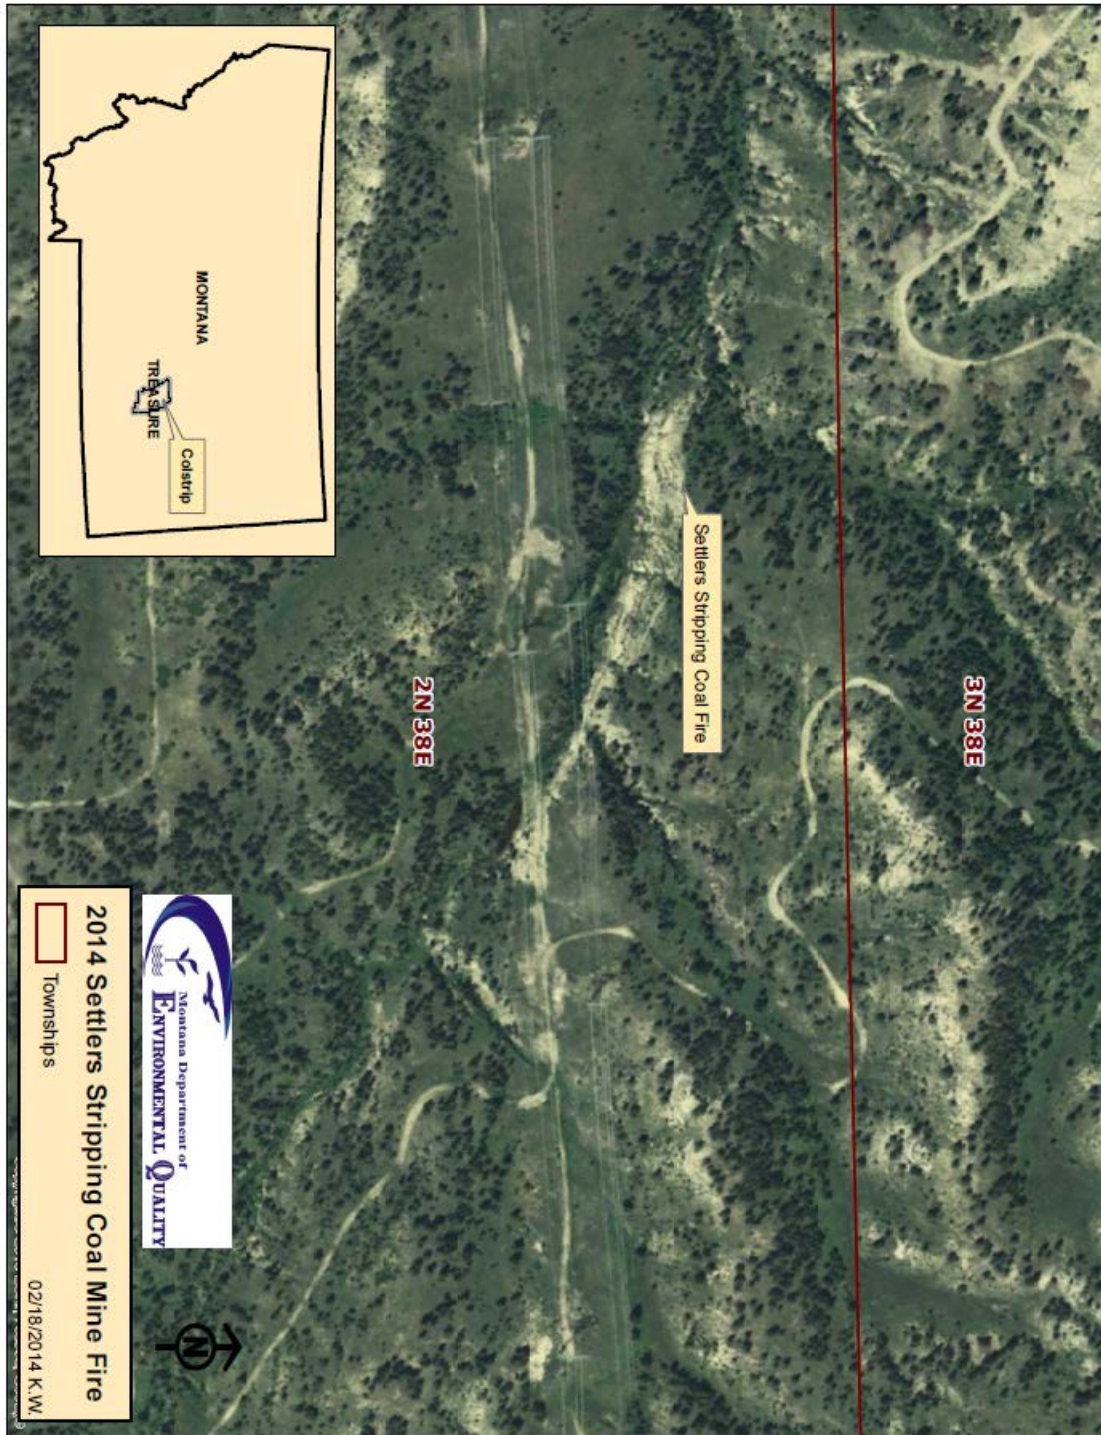 3N 38E
Settlers Stripping Coal Fire
2N 38E
MONTANA
TREASURE
Colstrip
Montana Department of
ENVIRONMENTAL QUALITY
2014 Settlers Stripping Coal Mine Fire
Townships
02/18/2014 K.W.
N